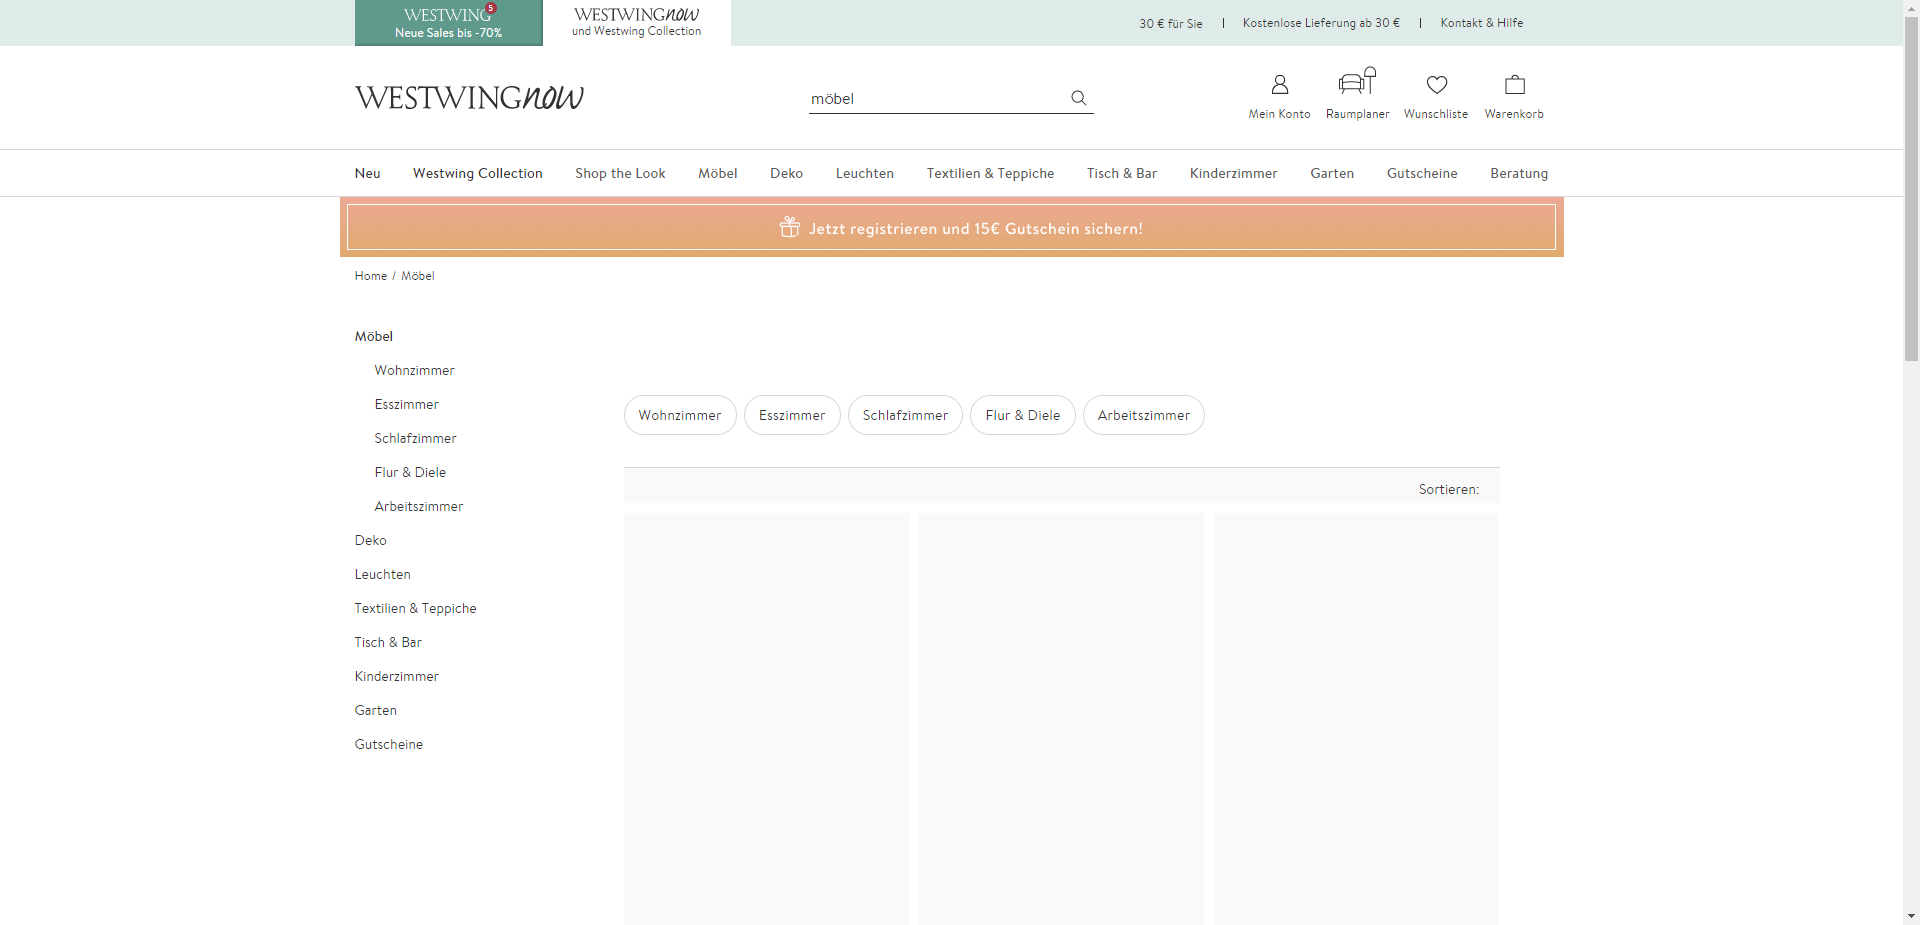 WESTWING 5
Neue Sales bis -70%
WESTWINGnow
und Westwing Collection
30 € für Sie
Kostenlose Lieferung ab 30 €
Kontakt & Hilfe
WESTWINGnow
möbel
Mein Konto
Raumplaner
Wunschliste
Warenkorb
Neu
Westwing Collection
Shop the Look
Möbel
Deko
Leuchten
Textilien & Teppiche
Tisch & Bar
Kinderzimmer
Garten
Gutscheine
Beratung
Jetzt registrieren und 15€ Gutschein sichern!
Home / Möbel
Möbel
Wohnzimmer
Esszimmer
Schlafzimmer
Flur & Diele
Arbeitszimmer
Deko
Leuchten
Textilien & Teppiche
Tisch & Bar
Kinderzimmer
Garten
Gutscheine
Wohnzimmer
Esszimmer
Schlafzimmer
Flur & Diele
Arbeitszimmer
Sortieren: